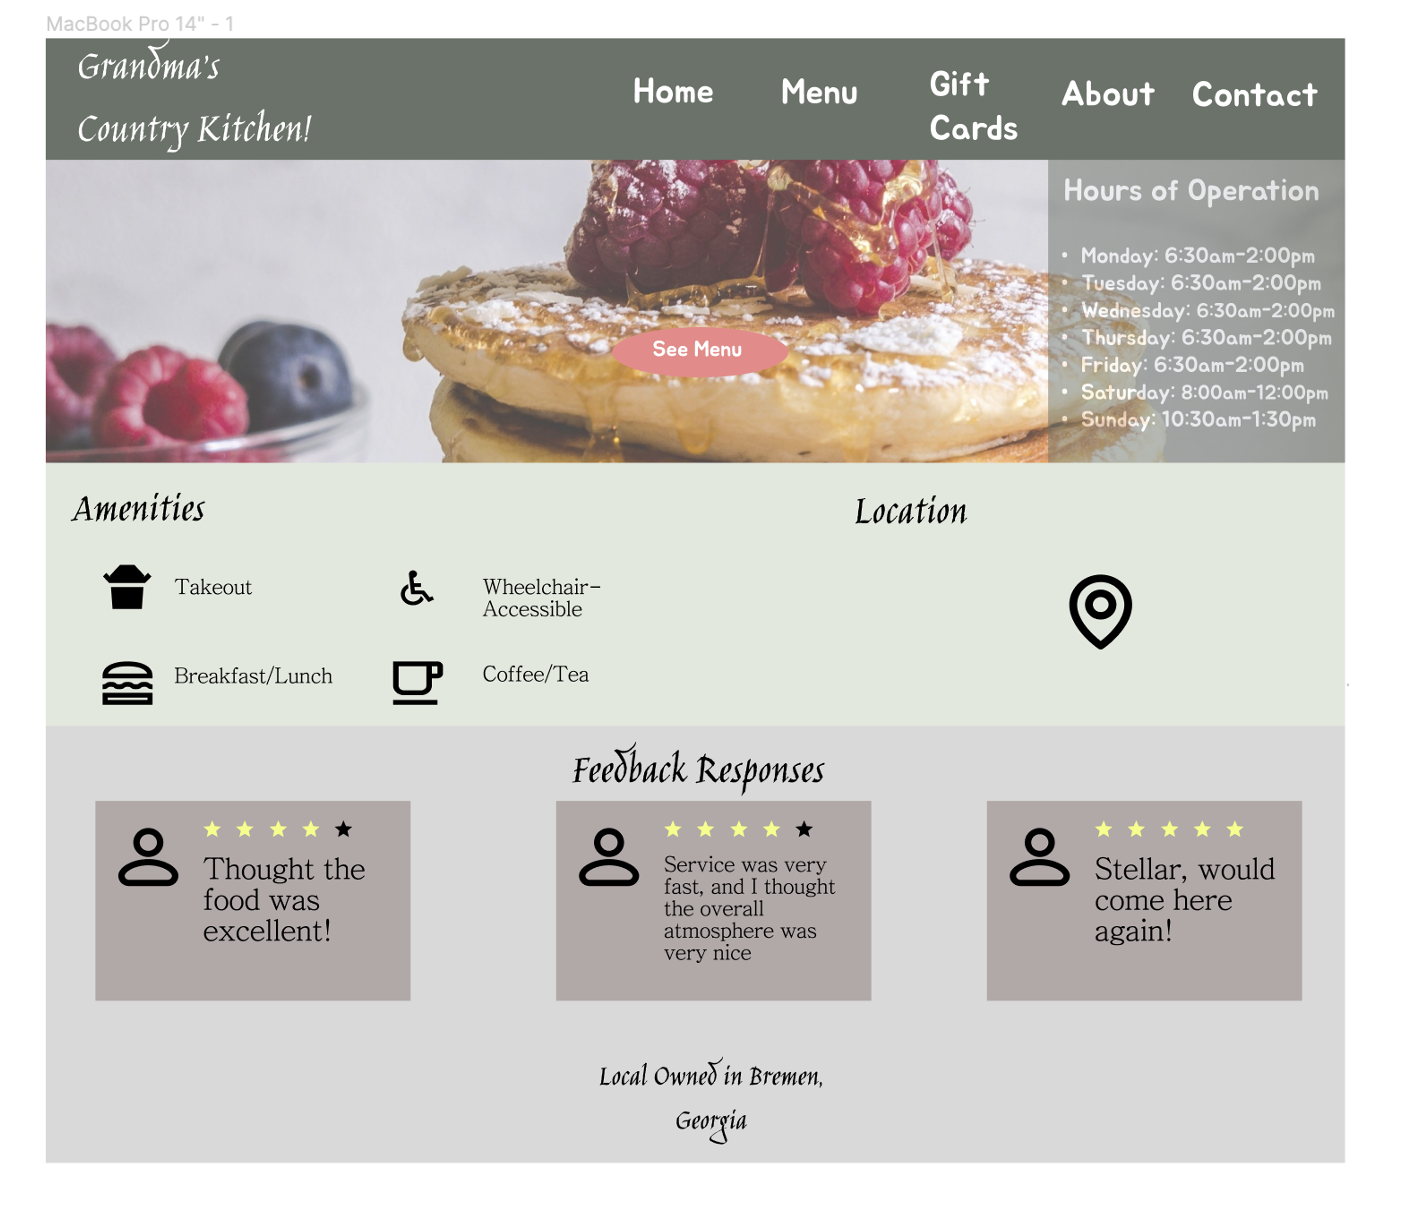 MacBook Pro 14" - 1
Grandma's
Country Kitchen!
Home
Menu
Gift
Cards
About
Contact
Hours of Operation
• Monday: 6:30am-2:00pm
• Tuesday: 6:30am-2:00pm
• Wednesday: 6:30am-2:00pm
• Thursday: 6:30am-2:00pm
• Friday: 6:30am-2:00pm
• Saturday: 8:00am-12:00pm
• Sunday: 10:30am-1:30pm
See Menu
Amenities
Takeout
Wheelchair-
Accessible
Breakfast/Lunch
Coffee/Tea
Location
Feedback Responses
Thought the
food was
excellent!
Service was very
fast, and I thought
the overall
atmosphere was
very nice
Stellar, would
come here
again!
Local Owned in Bremen,
Georgia